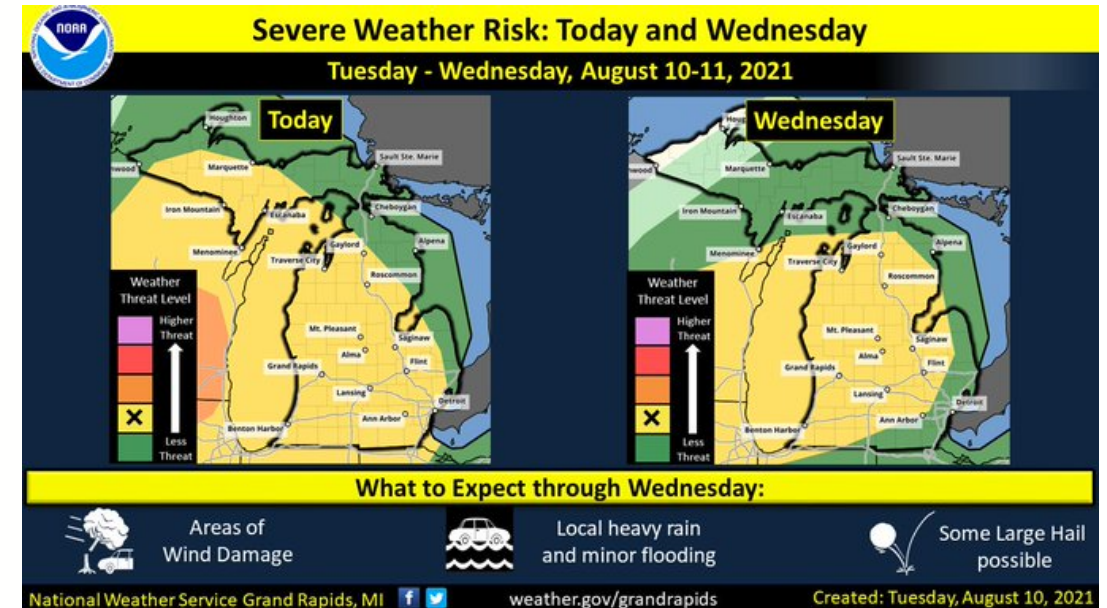 NOAA
Severe Weather Risk: Today and Wednesday
Tuesday - Wednesday, August 10-11, 2021
Today
Houghton
Marquette
Sault Ste. Marie
Iron Mountain
Escanaba
Cheboygan
Menominee
Gaylord
Alpena
Traverse City
Roscommon
Mt. Pleasant
Saginaw
Alma
Grand Rapids
Flint
Lansing
Detroit
Ann Arbor
Benton Harbor
Weather
Threat Level
Higher
Threat
Less
Threat
Wednesday
Marquette
Sault Ste. Marie
Iron Mountain
Escanaba
Cheboygan
Menominee
Gaylord
Alpena
Traverse City
Roscommon
Mt. Pleasant
Saginaw
Alma
Grand Rapids
Flint
Lansing
Detroit
Ann Arbor
Benton Harbor
Weather
Threat Level
Higher
Threat
Less
Threat
What to Expect through Wednesday:
Areas of
Wind Damage
Local heavy rain
and minor flooding
Some Large Hail
possible
National Weather Service Grand Rapids, MI
weather.gov/grandrapids
Created: Tuesday, August 10, 2021